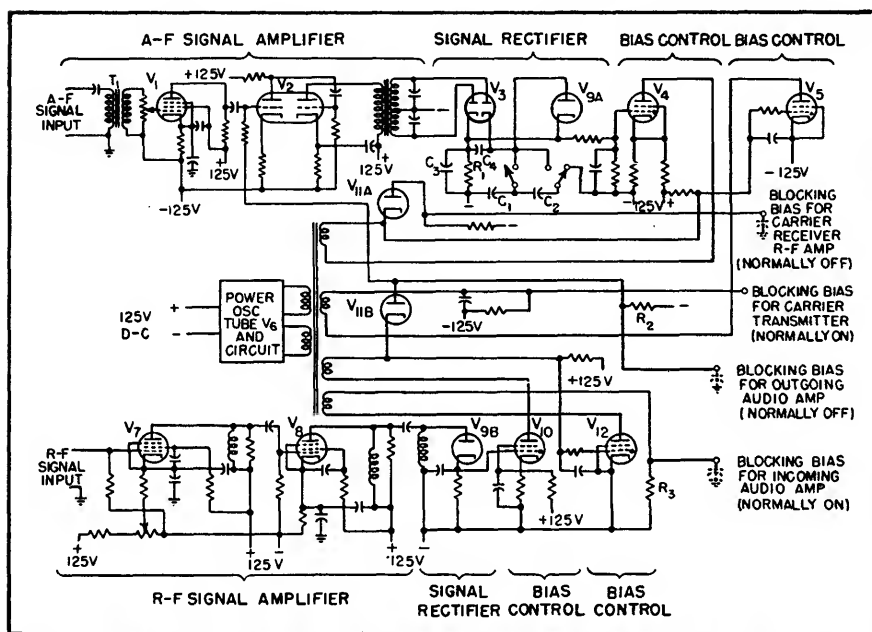 A-F SIGNAL AMPLIFIER
SIGNAL RECTIFIER
BIAS CONTROL
BIAS CONTROL
T1
V1
+125V
V2
V3
V9A
V4
V5
A-F
SIGNAL
INPUT
C3
R1
C4
C1
C2
+
125V
+
125V
-125V
-125V+
-
-125V
V11A
-
BLOCKING
BIAS FOR
CARRIER
RECEIVER
R-F AMP
(NORMALLY OFF)
125V
D-C
+
-
POWER
OSC
TUBE V6
AND
CIRCUIT
V11B
-125V
R2
-
BLOCKING BIAS
FOR CARRIER
TRANSMITTER
(NORMALLY ON)
+125V
BLOCKING BIAS
FOR OUTGOING
AUDIO AMP
(NORMALLY OFF)
V7
V8
V9B
V10
V12
R-F
SIGNAL
INPUT
R3
BLOCKING BIAS
FOR INCOMING
AUDIO AMP
(NORMALLY ON)
+125V
+
125V
+
125V
-
+
125V
-
R-F SIGNAL AMPLIFIER
SIGNAL
RECTIFIER
BIAS
CONTROL
BIAS
CONTROL